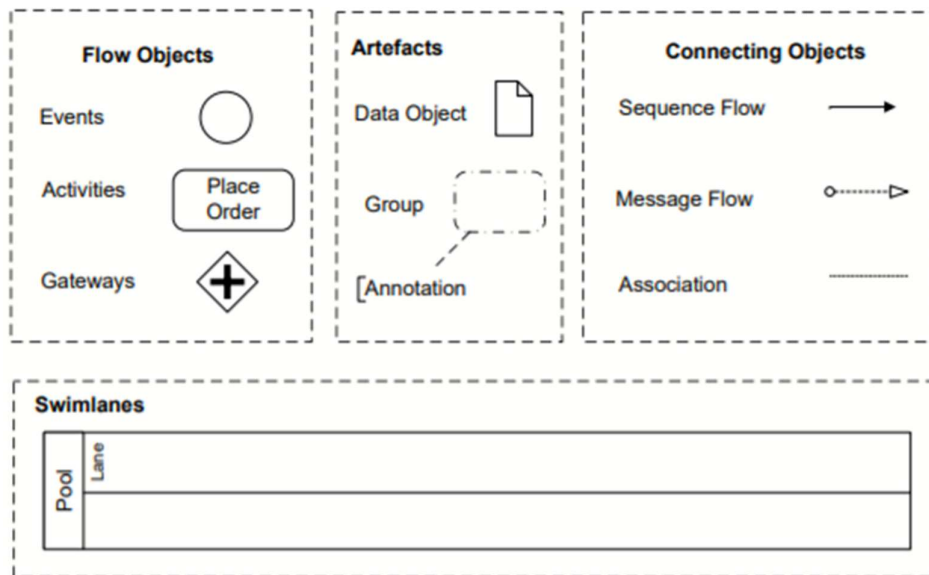 Flow Objects
Events
Activities
Place
Order
Gateways
Artefacts
Data Object
Group
[Annotation
Connecting Objects
Sequence Flow
Message Flow
Association
Swimlanes
Pool
Lane